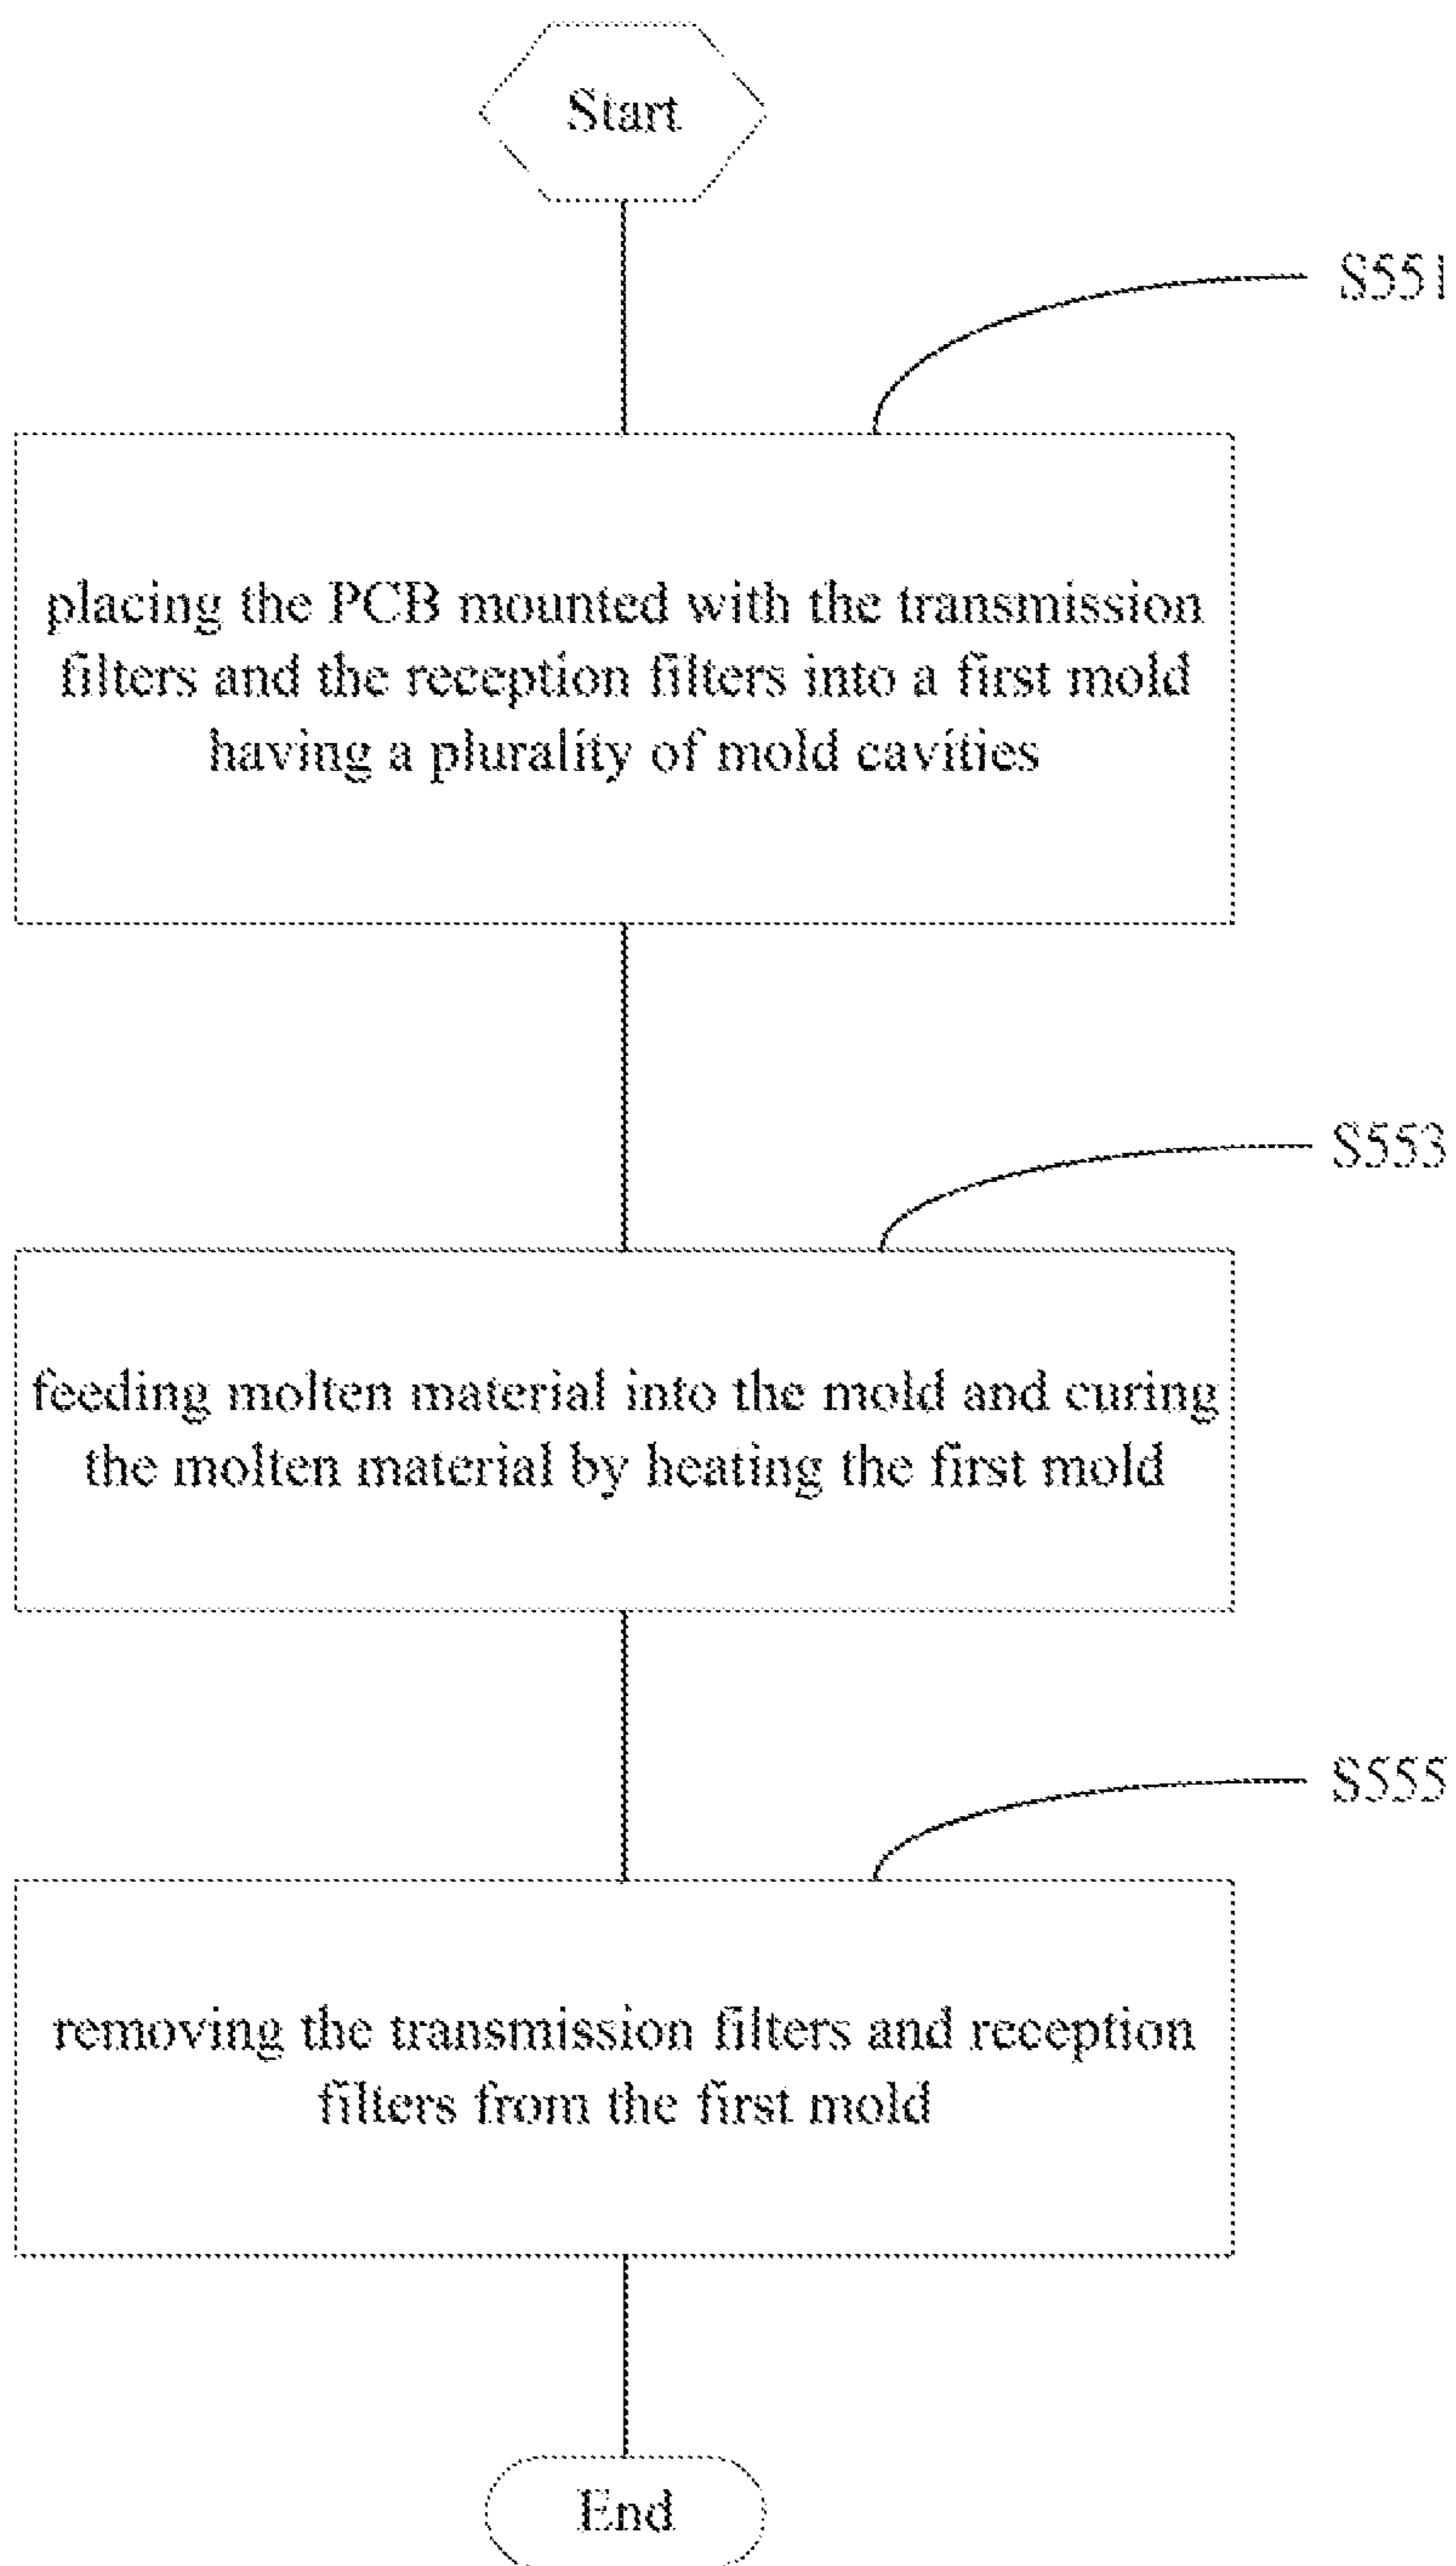 Start
S551
placing the PCB mounted with the transmission
filters and the reception filters into a first mold
having a plurality of mold cavities
S553
feeding molten material into the mold and curing
the molten material by heating the first mold
S555
removing the transmission filters and reception
filters from the first mold
End